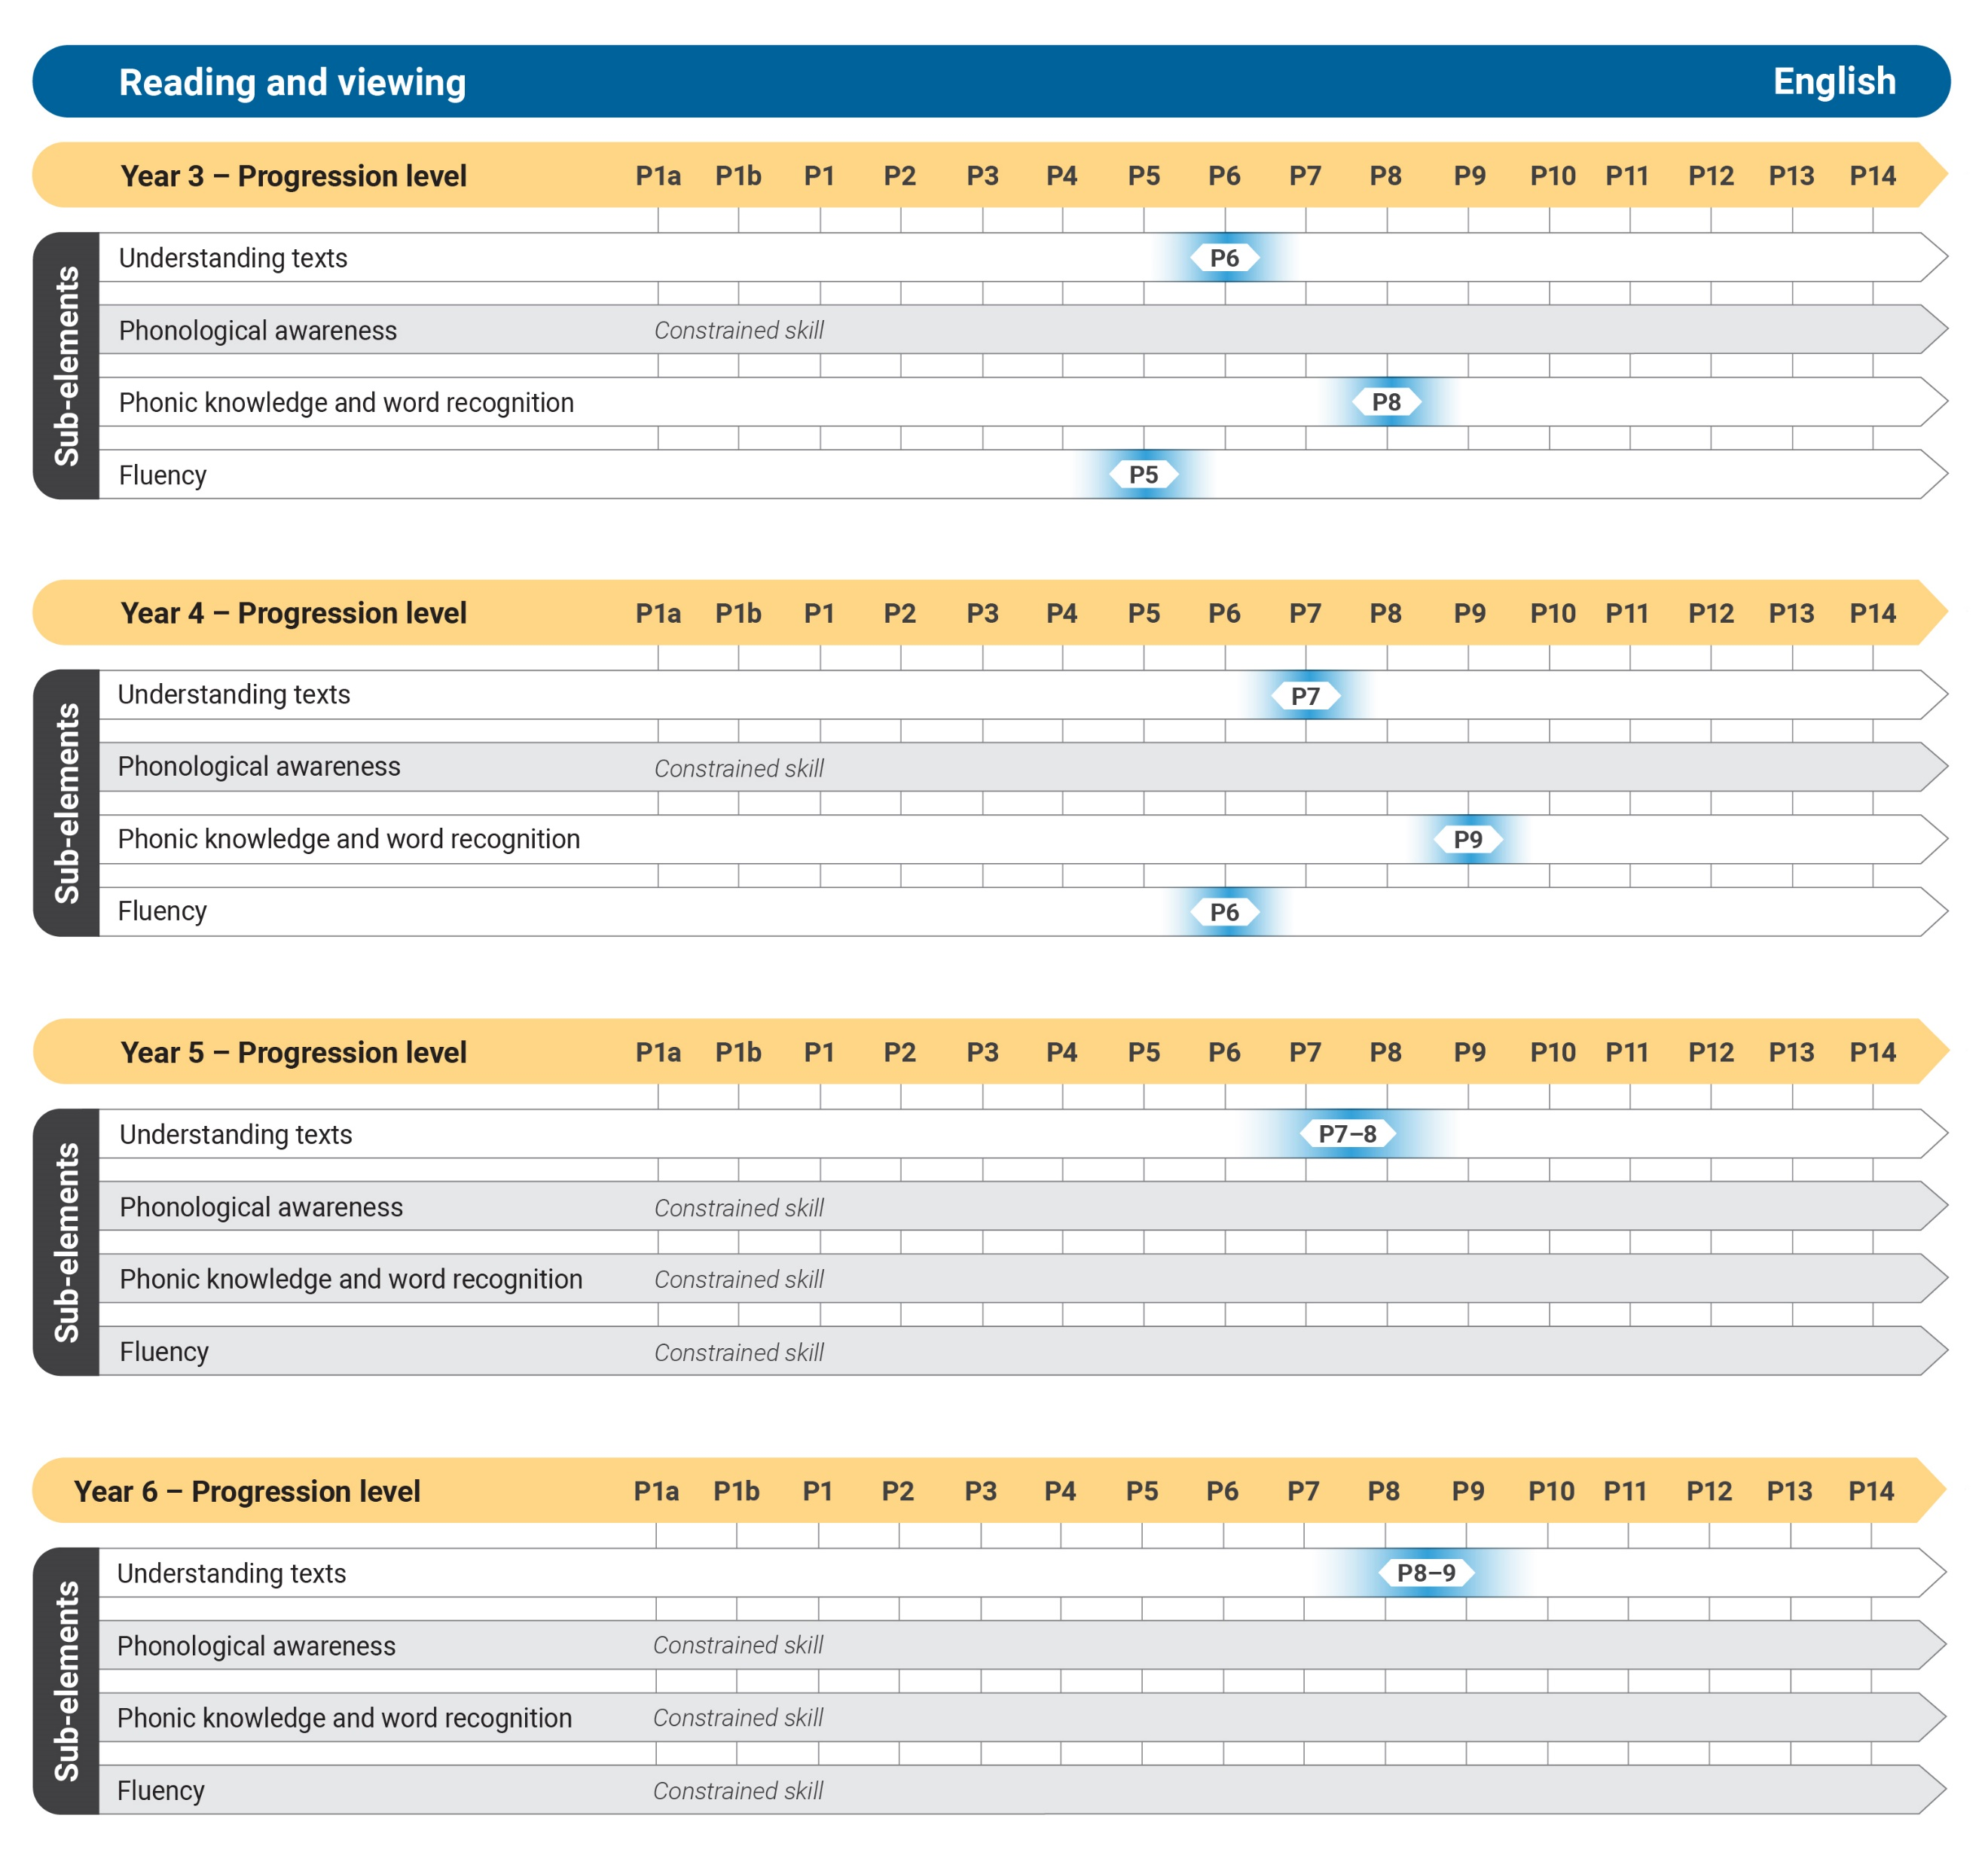 Reading and viewing English
Year 3 – Progression level P1a P1b P1 P2 P3 P4 P5 P6 P7 P8 P9 P10 P11 P12 P13 P14
Sub-elements
Understanding texts P6
Phonological awareness Constrained skill
Phonic knowledge and word recognition P8
Fluency P5
Year 4 – Progression level P1a P1b P1 P2 P3 P4 P5 P6 P7 P8 P9 P10 P11 P12 P13 P14
Sub-elements
Understanding texts P7
Phonological awareness Constrained skill
Phonic knowledge and word recognition P9
Fluency P6
Year 5 – Progression level P1a P1b P1 P2 P3 P4 P5 P6 P7 P8 P9 P10 P11 P12 P13 P14
Sub-elements
Understanding texts P7–8
Phonological awareness Constrained skill
Phonic knowledge and word recognition Constrained skill
Fluency Constrained skill
Year 6 – Progression level P1a P1b P1 P2 P3 P4 P5 P6 P7 P8 P9 P10 P11 P12 P13 P14
Sub-elements
Understanding texts P8–9
Phonological awareness Constrained skill
Phonic knowledge and word recognition Constrained skill
Fluency Constrained skill